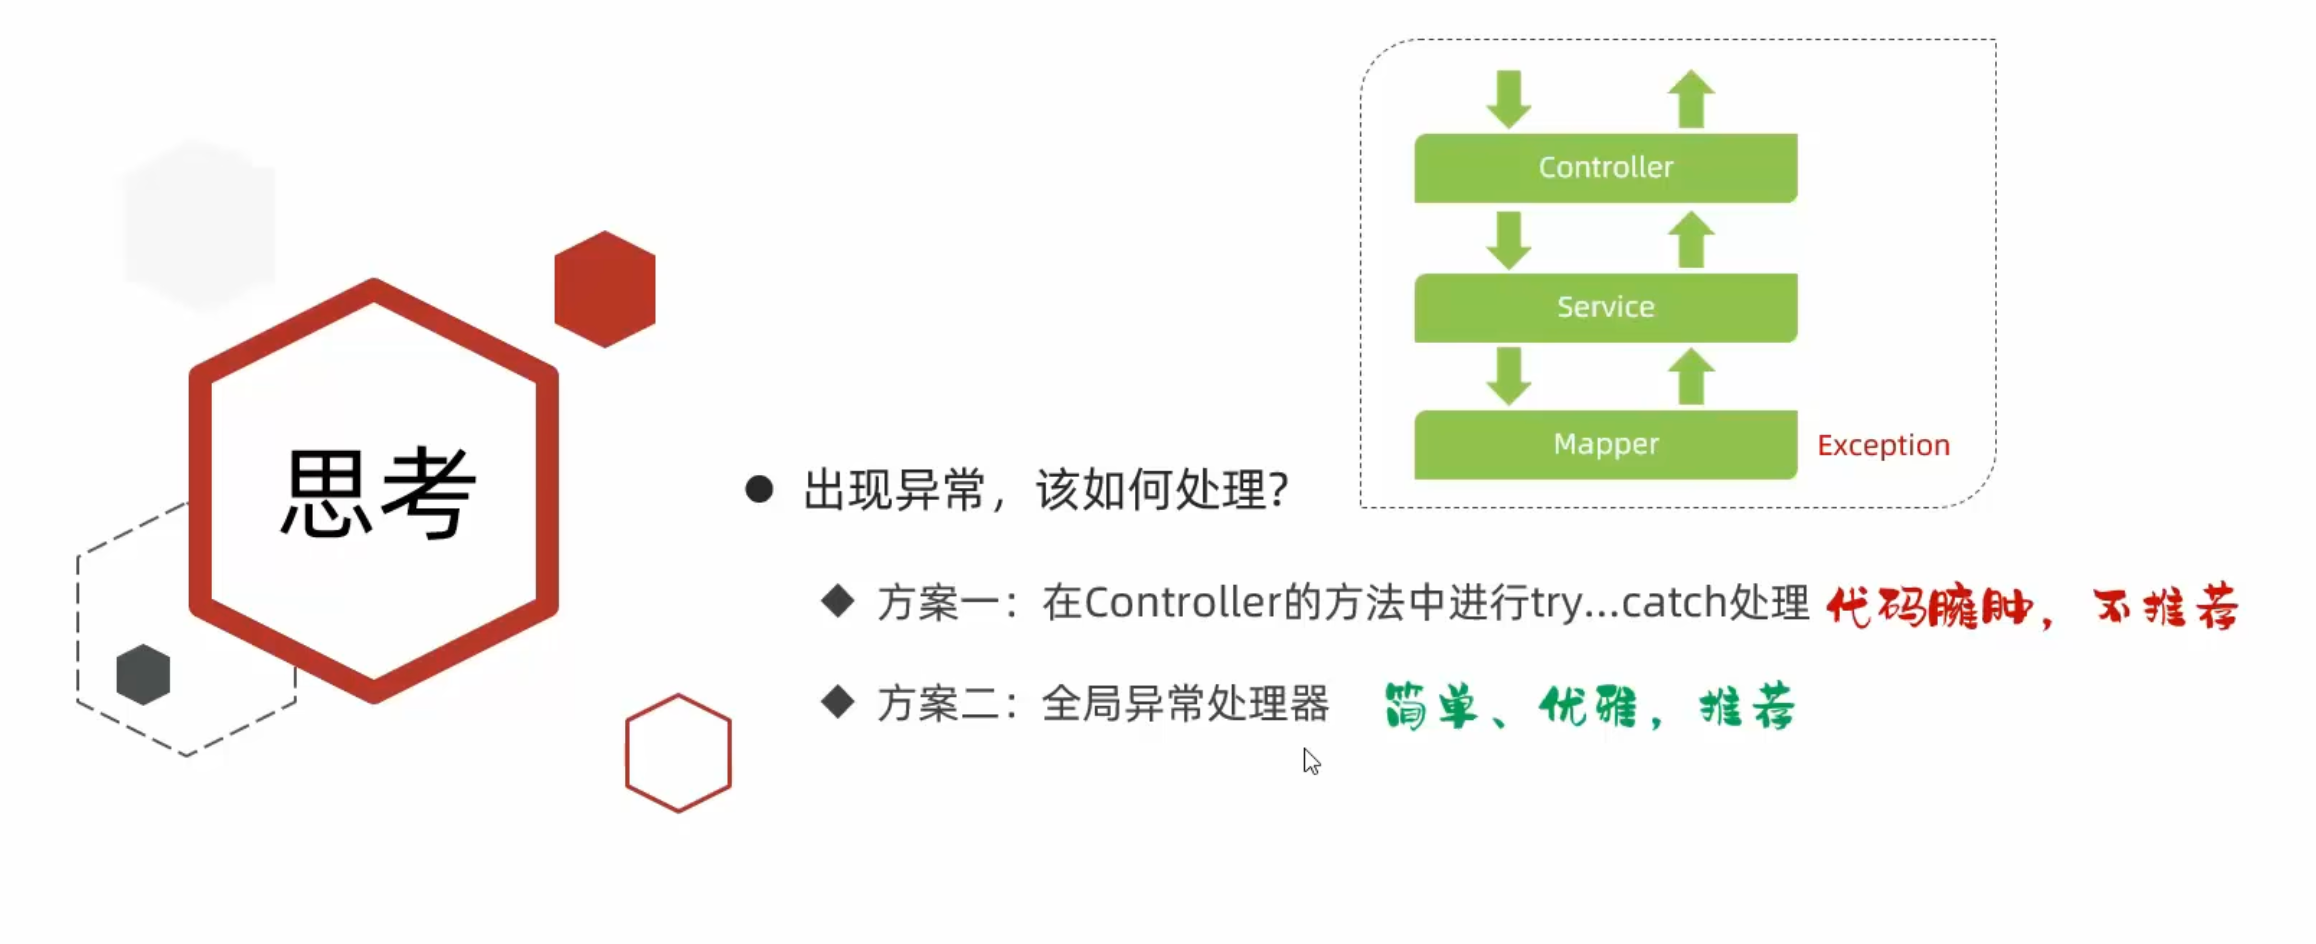 Controller
Service
Mapper
Exception
思考
出现异常，该如何处理?
方案一：在Controller的方法中进行try...catch处理 代码臃肿，不推荐
方案二：全局异常处理器 简单、优雅，推荐